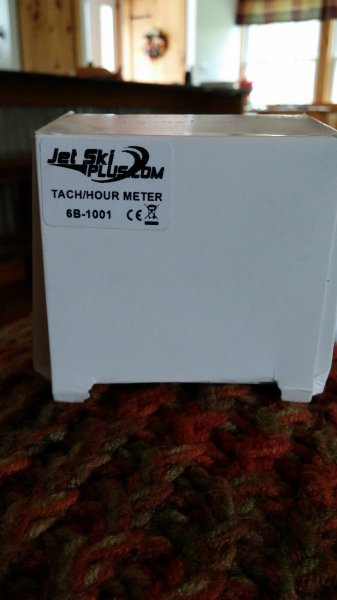 Jet Ski
PLUS.COM
TACH/HOUR METER
6B-1001 CE